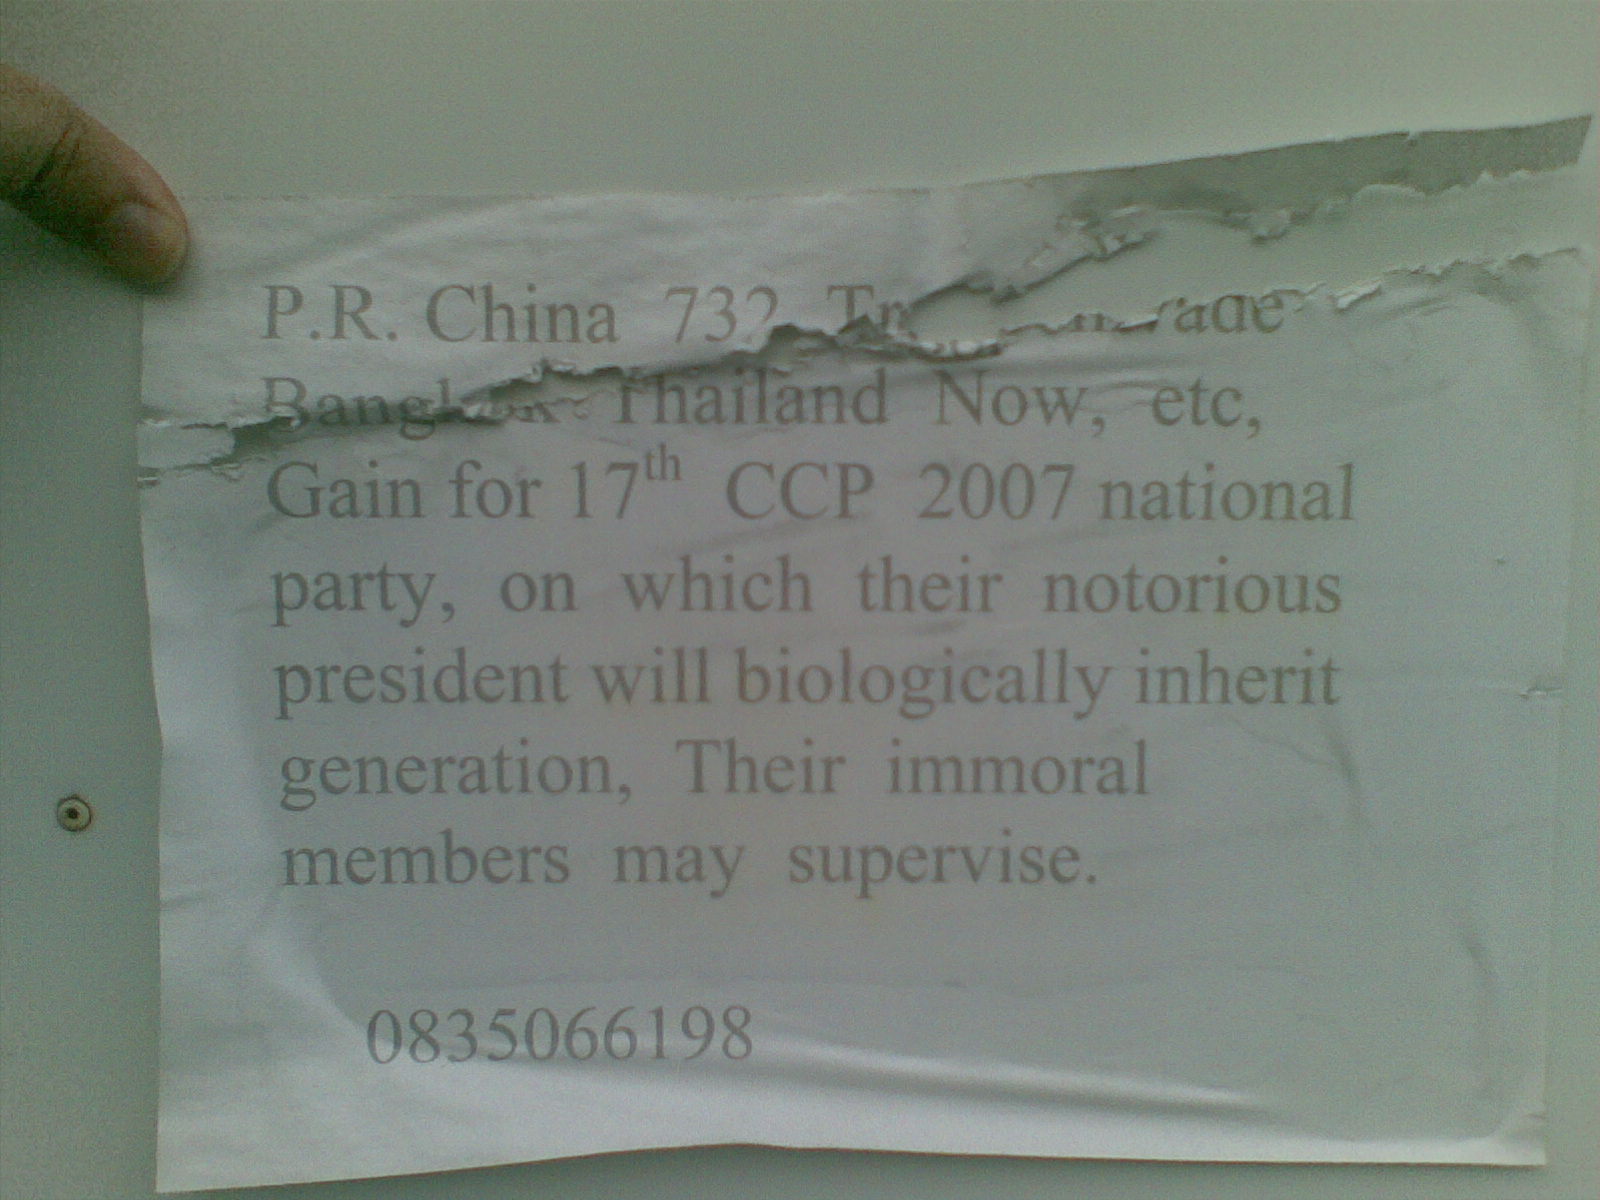 P.R. China 732
Bangkok Thailand Now, etc,
Gain for 17th CCP 2007 national
party, on which their notorious
president will biologically inherit
generation, Their immoral
members may supervise.
0835066198